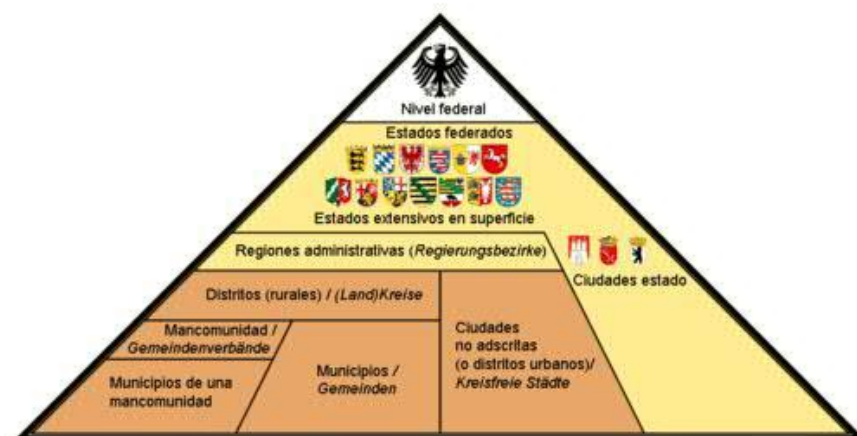 Nivel federal
Estados federados
Estados extensivos en superficie
Regiones administrativas (Regierungsbezirke)
Ciudades estado
Distritos (rurales) / (Land)Kreise
Mancomunidad /
Gemeindenverbände
Municipios de una
mancomunidad
Municipios /
Gemeinden
Ciudades
no adscritas
(o distritos urbanos)/
Kreisfreie Städte